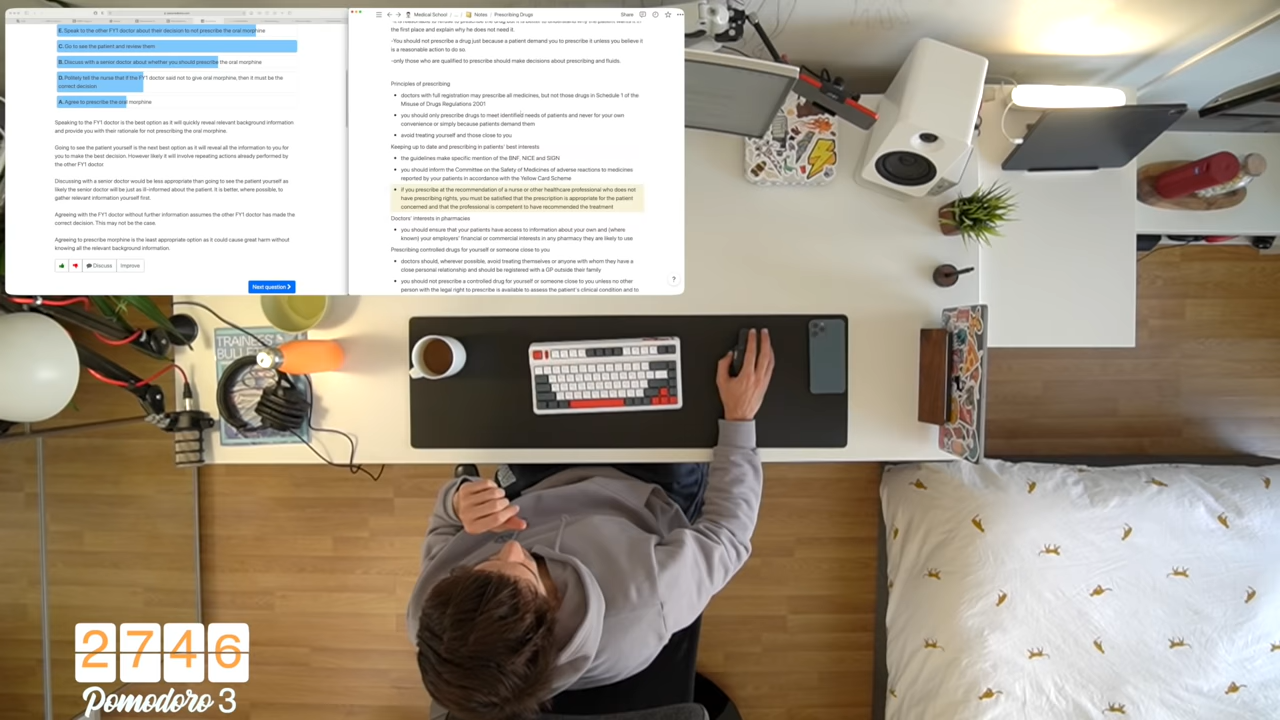 E. Speak to the other FY1 doctor about their decision to not prescribe the oral morphine
C. Go to see the patient and review them
B. Discuss with a senior doctor about whether you should prescribe the oral morphine
D. Politely tell the nurse that if the FY1 doctor said not to give oral morphine, then it must be the
correct decision
A. Agree to prescribe the oral morphine
Speaking to the FY1 doctor is the best option as it will quickly reveal relevant background information
and provide you with their rationale for not prescribing the oral morphine.
Going to see the patient yourself is the next best option as it will reveal all the information to you for
you to make the best decision. However likely it will involve repeating actions already performed by
the other FY1 doctor
Discussing with a senior doctor would be less appropriate than going to see the patient yourself as
likely the senior doctor will be just as ill-informed about the patient. It is better, where possible, to
gather relevant information yourself first.
Agreeing with the FY1 doctor without further information assumes the other FY1 doctor has made the
correct decision. This may not be the case.
Agreeing to prescribe morphine is the least appropriate option as it could cause great harm without
knowing all the relevant background information.
Discuss
Improve
Next question
Medical School / ... / Notes / Prescribing Drugs
Share
the first place and explain why he does not need it.
-You should not prescribe a drug just because a patient demand you to prescribe it unless you believe it
is a reasonable action to do so.
-only those who are qualified to prescribe should make decisions about prescribing and fluids.
Principles of prescribing
doctors with full registration may prescribe all medicines, but not those drugs in Schedule 1 of the
Misuse of Drugs Regulations 2001
you should only prescribe drugs to meet identified needs of patients and never for your own
convenience or simply because patients demand them
avoid treating yourself and those close to you
Keeping up to date and prescribing in patients' best interests
the guidelines make specific mention of the BNF, NICE and SIGN
you should inform the Committee on the Safety of Medicines of adverse reactions to medicines
reported by your patients in accordance with the Yellow Card Scheme
if you prescribe at the recommendation of a nurse or other healthcare professional who does not
have prescribing rights, you must be satisfied that the prescription is appropriate for the patient
concerned and that the professional is competent to have recommended the treatment
Doctors' interests in pharmacies
you should ensure that your patients have access to information about your own and (where
known) your employers' financial or commercial interests in any pharmacy they are likely to use
Prescribing controlled drugs for yourself or someone close to you
doctors should, wherever possible, avoid treating themselves or anyone with whom they have a
close personal relationship and should be registered with a GP outside their family
you should not prescribe a controlled drug for yourself or someone close to you unless no other
person with the legal right to prescribe is available to assess the patient's clinical condition and to
?
TRAINEES'
BULLETIN
2746
Pomodoro 3